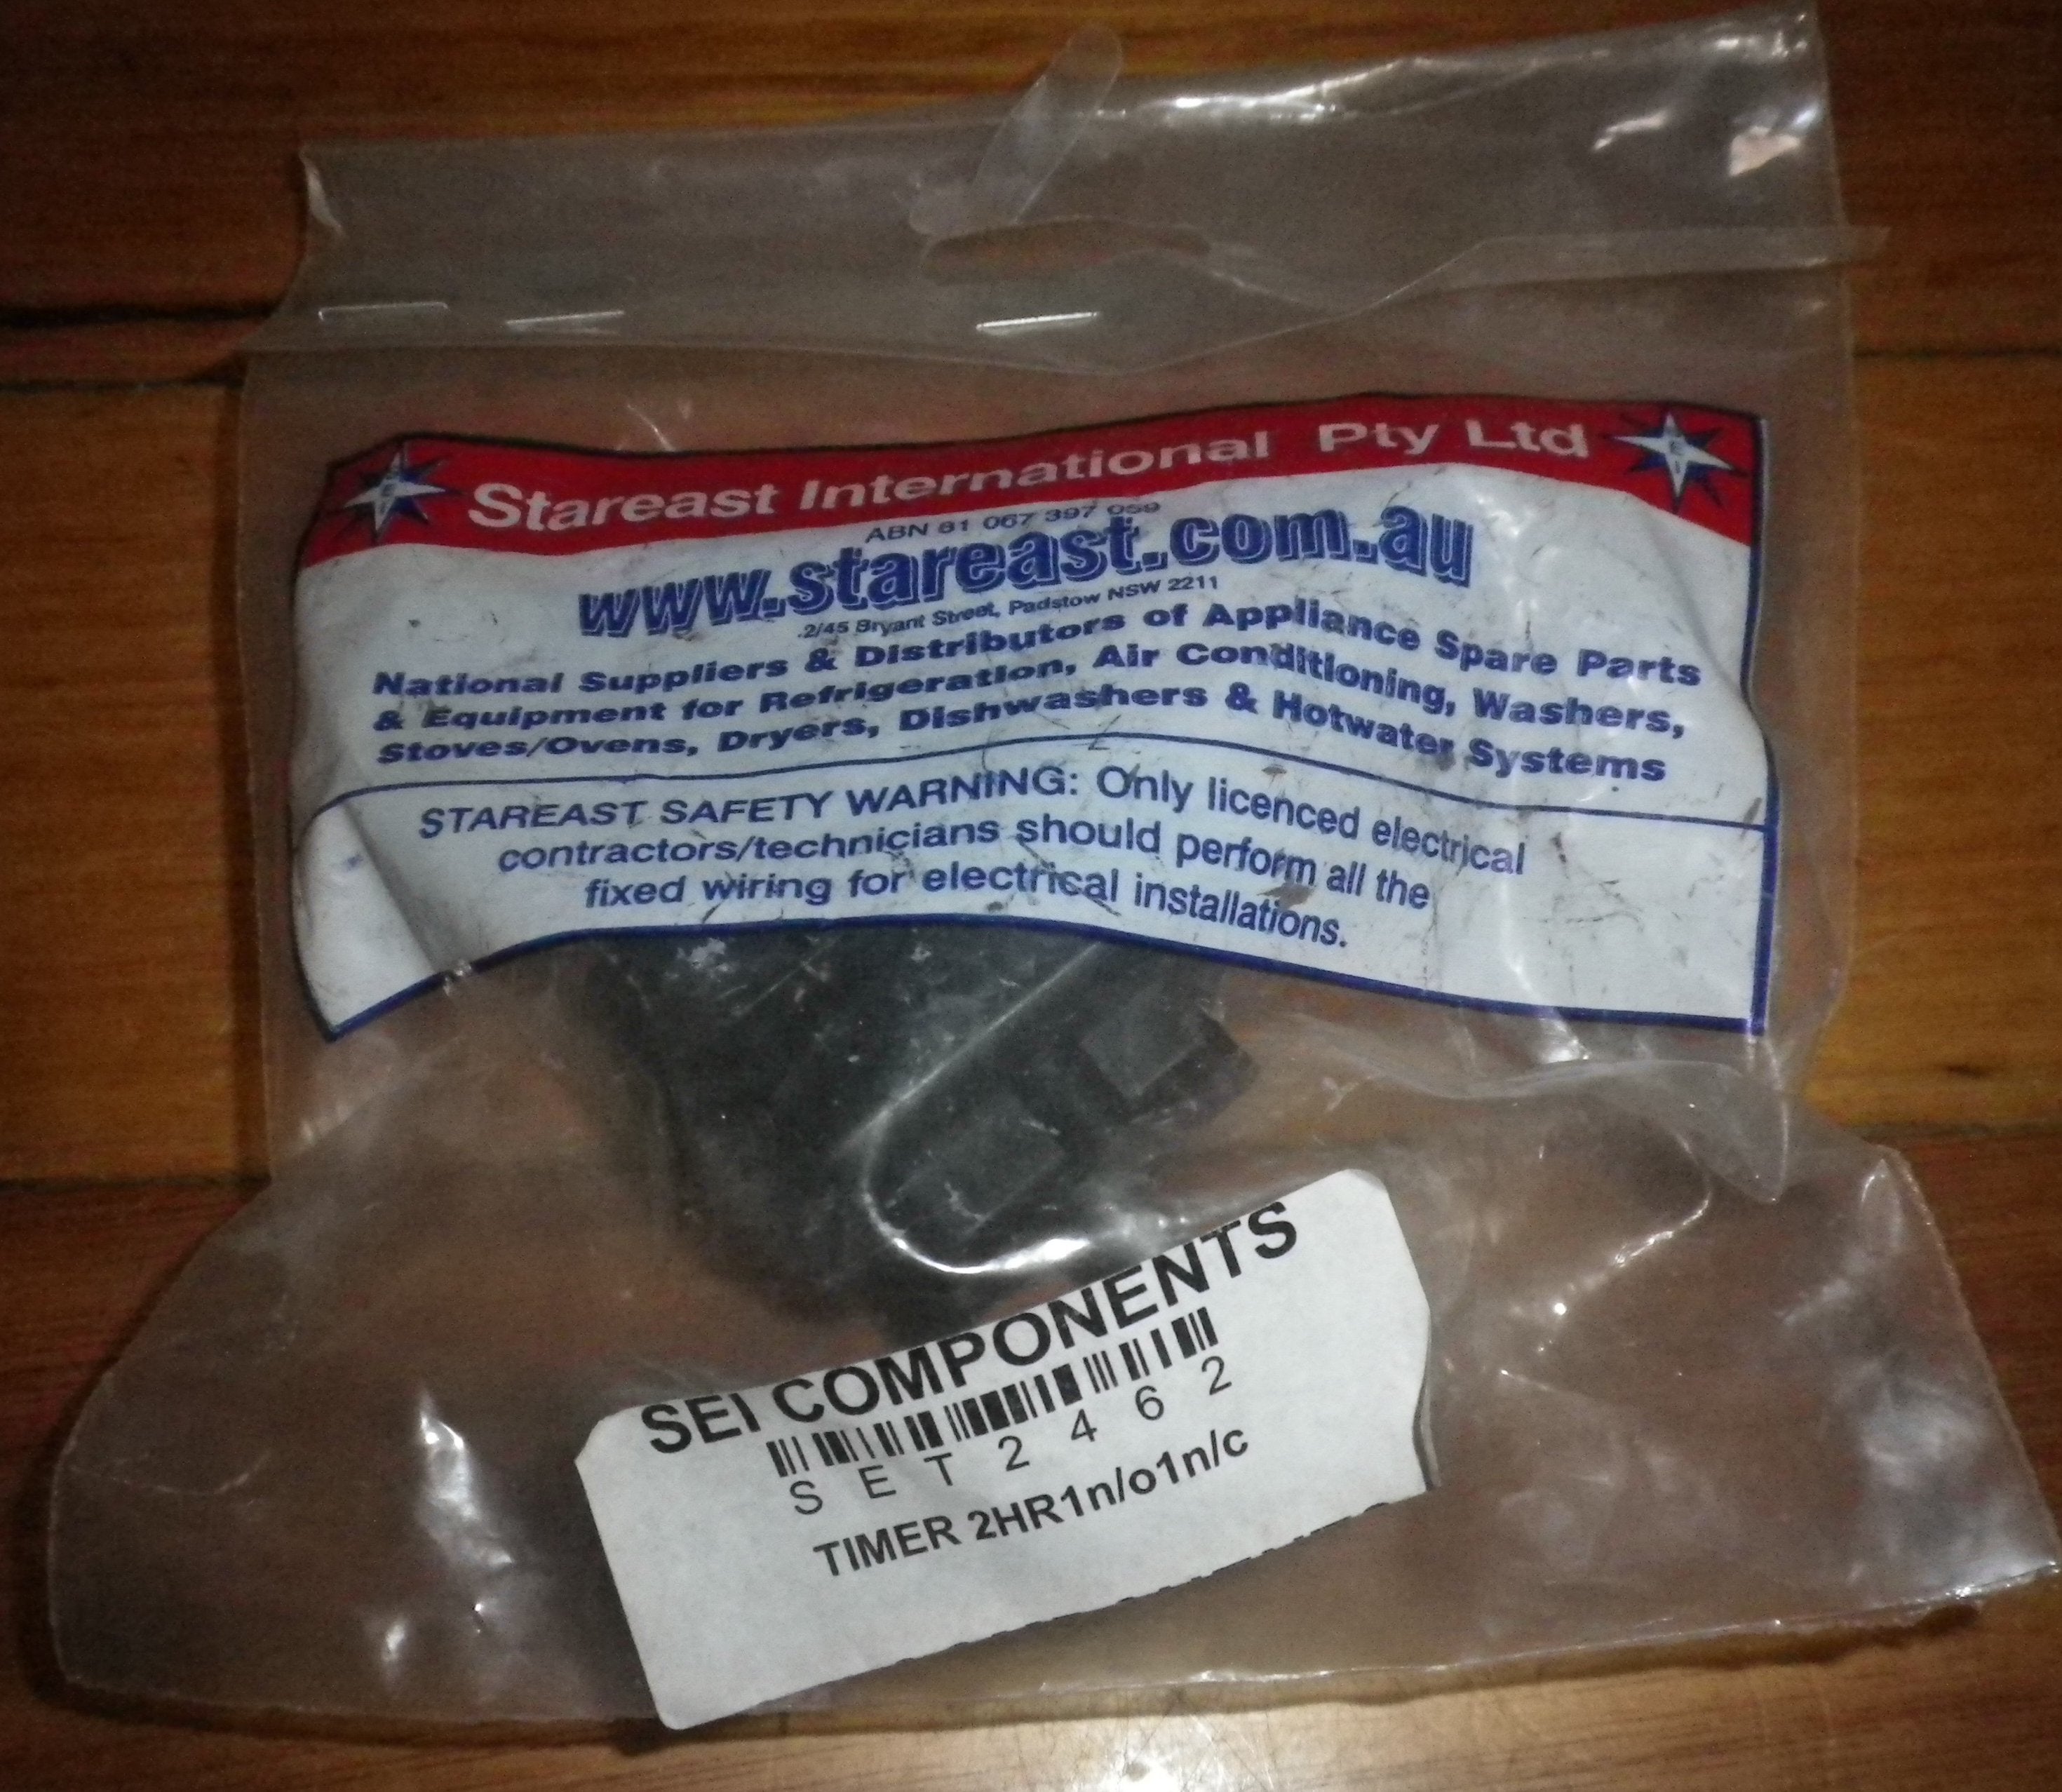 Stareast International Pty Ltd
ABN 81 067 397 059
www.stareast.com.au
2/45 Bryant Street, Padstow NSW 2211
National Suppliers & Distributors of Appliance Spare Parts
& Equipment for Refrigeration, Air Conditioning, Washers,
Stoves/Ovens, Dryers, Dishwashers & Hotwater Systems
STAREAST SAFETY WARNING: Only licenced electrical
contractors/technicians should perform all the
fixed wiring for electrical installations.
SEI COMPONENTS
SET2462
TIMER 2HR1n/o1n/c